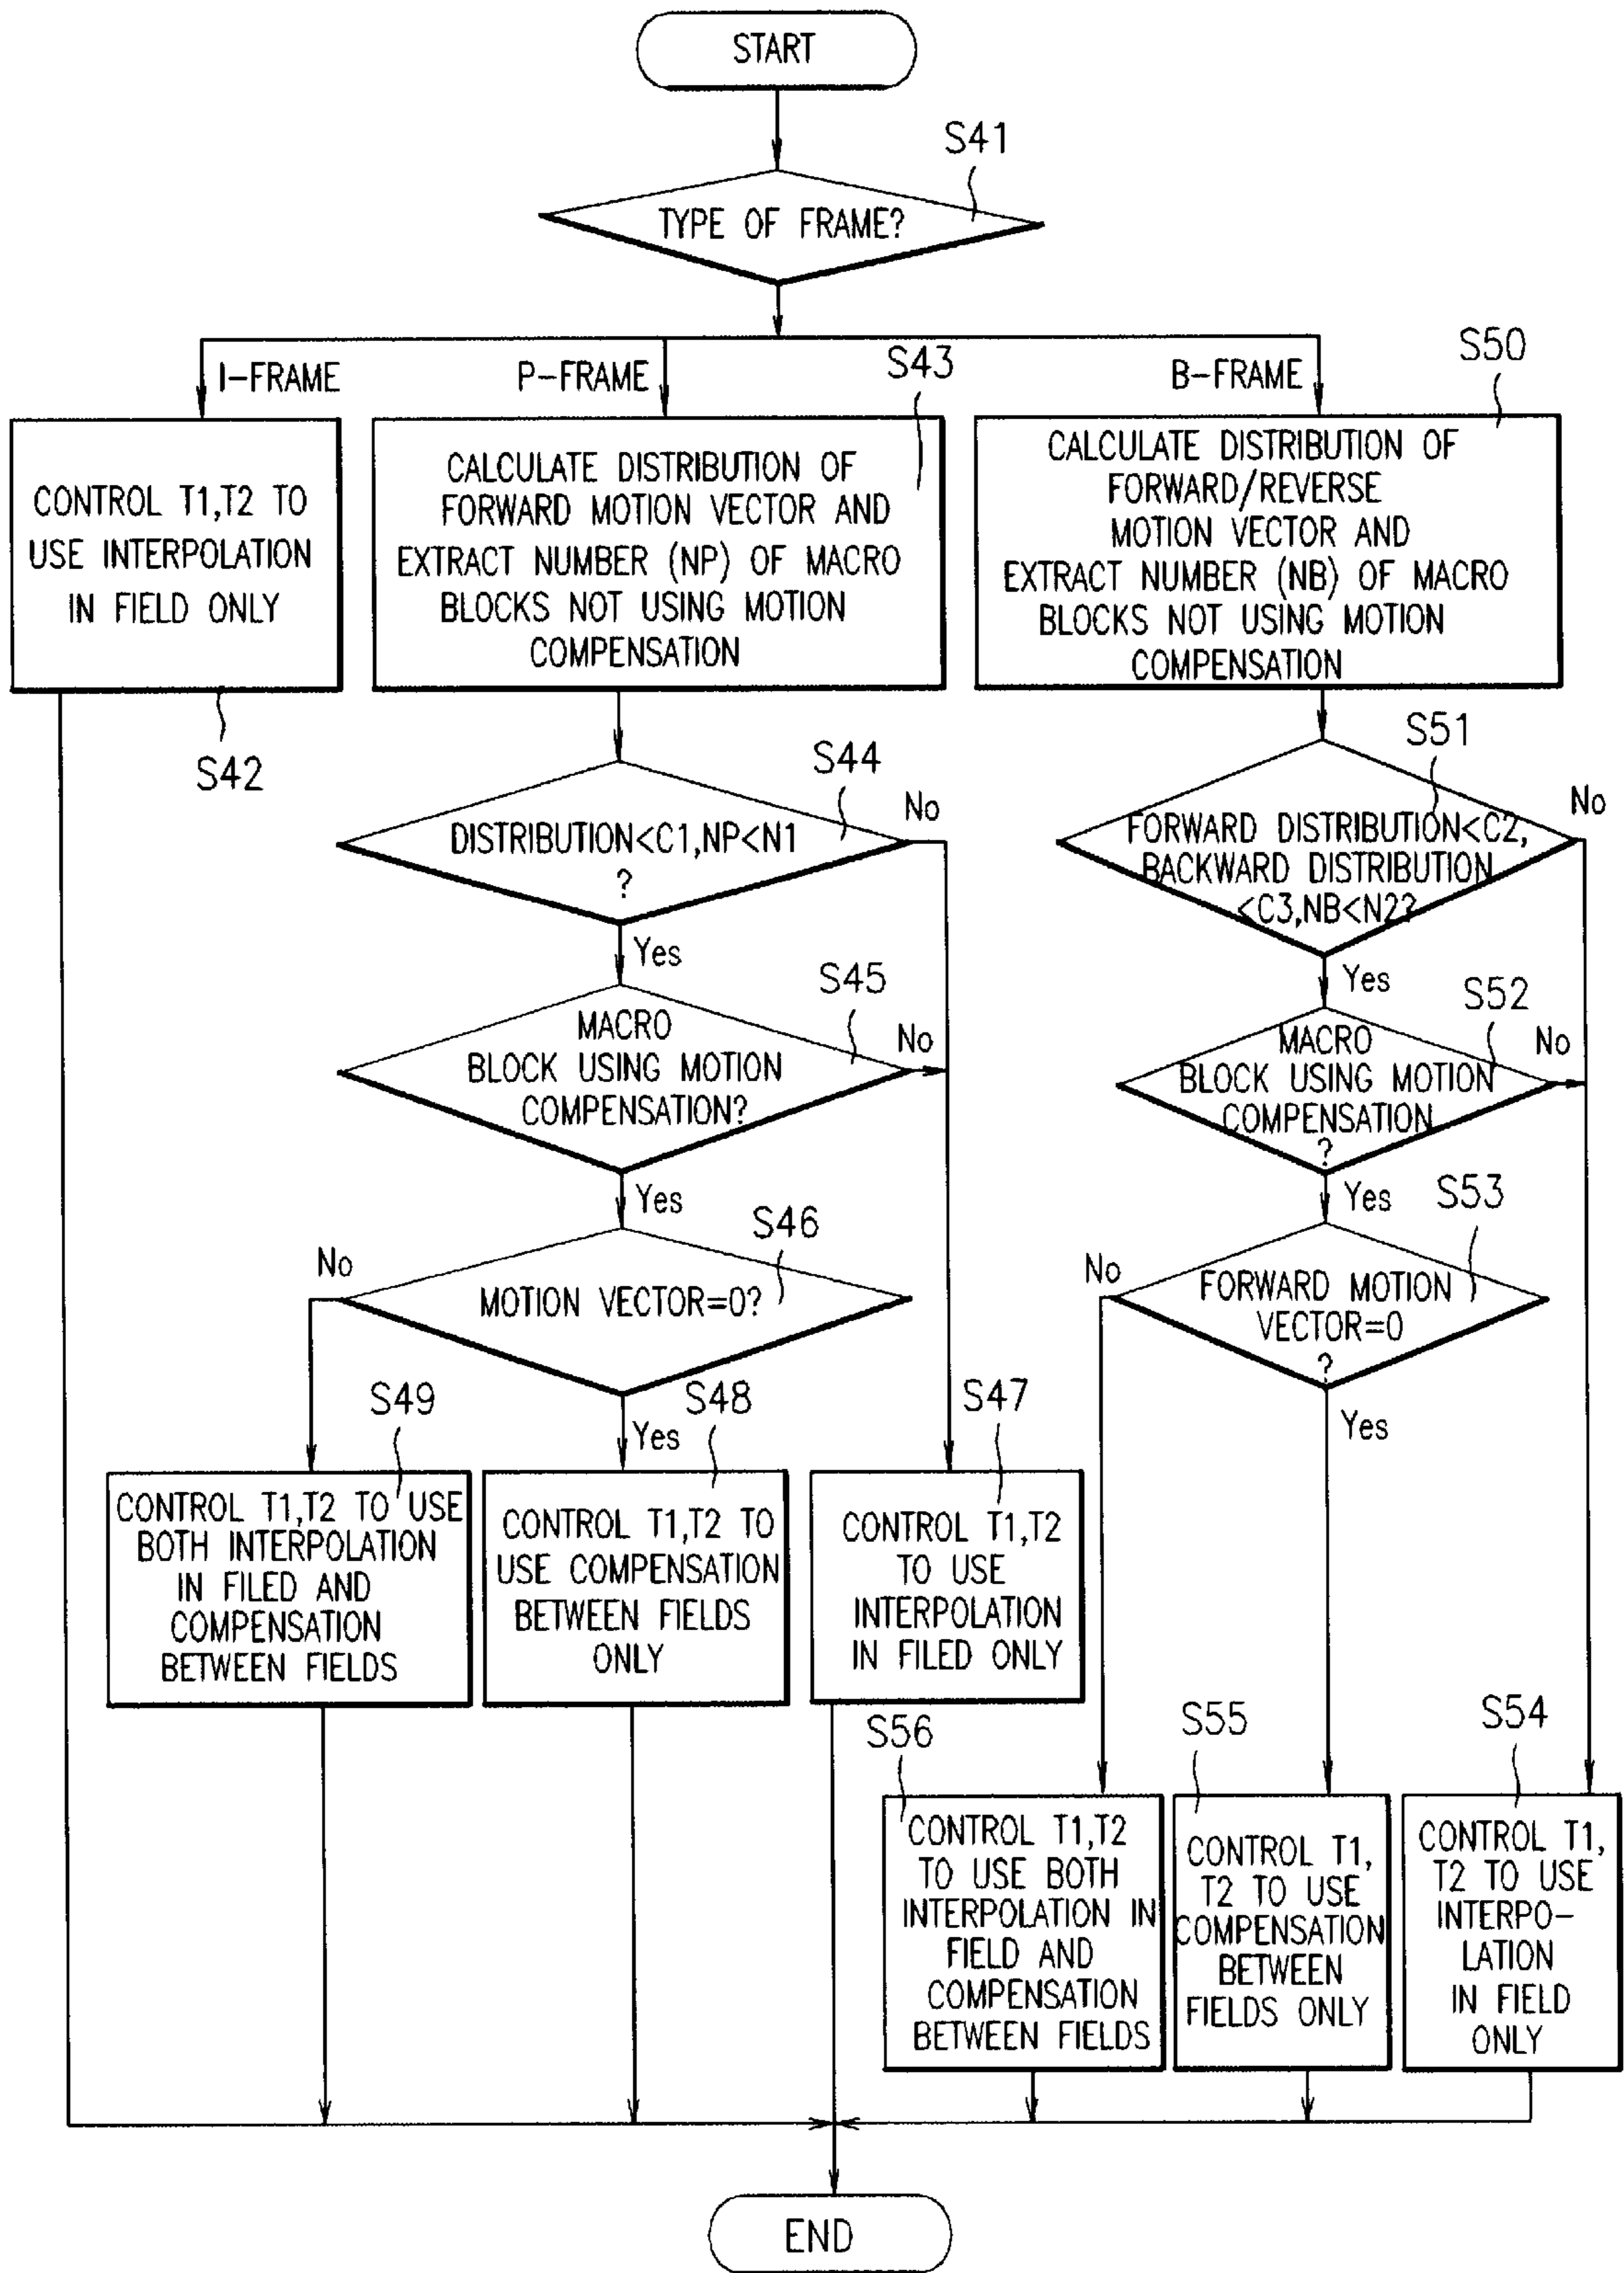 START
S41
TYPE OF FRAME?
I-FRAME
P-FRAME
S43
B-FRAME
S50
CONTROL T1,T2 TO
USE INTERPOLATION
IN FIELD ONLY
S42
CALCULATE DISTRIBUTION OF
FORWARD MOTION VECTOR AND
EXTRACT NUMBER (NP) OF MACRO
BLOCKS NOT USING MOTION
COMPENSATION
CALCULATE DISTRIBUTION OF
FORWARD/REVERSE
MOTION VECTOR AND
EXTRACT NUMBER (NB) OF MACRO
BLOCKS NOT USING MOTION
COMPENSATION
S44
DISTRIBUTION<C1,NP<N1
?
No
Yes
S51
FORWARD DISTRIBUTION<C2,
BACKWARD DISTRIBUTION
<C3,NB<N2?
No
Yes
S45
MACRO
BLOCK USING MOTION
COMPENSATION?
No
Yes
S52
MACRO
BLOCK USING MOTION
COMPENSATION
?
No
Yes
S46
MOTION VECTOR=0?
No
Yes
S53
FORWARD MOTION
VECTOR=0
?
No
Yes
S49
CONTROL T1,T2 TO USE
BOTH INTERPOLATION
IN FILED AND
COMPENSATION
BETWEEN FIELDS
S48
CONTROL T1,T2 TO
USE COMPENSATION
BETWEEN FIELDS
ONLY
S47
CONTROL T1,T2
TO USE
INTERPOLATION
IN FILED ONLY
S56
CONTROL T1,T2
TO USE BOTH
INTERPOLATION IN
FIELD AND
COMPENSATION
BETWEEN FIELDS
S55
CONTROL T1,
T2 TO USE
COMPENSATION
BETWEEN
FIELDS ONLY
S54
CONTROL T1,
T2 TO USE
INTERPO-
LATION
IN FIELD
ONLY
END